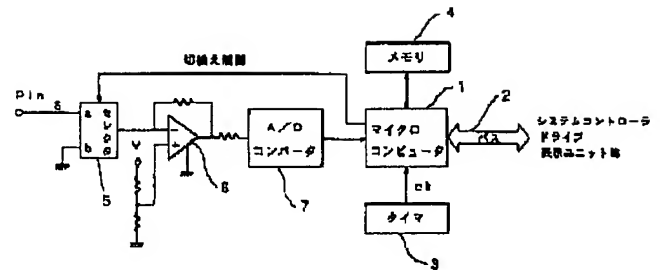 4
メモリ
切換え制御
1
Pin
S
a
セレクタ
b
5
V
−
+
6
A/D
コンバータ
7
マイクロ
コンピュータ
2
バス
システムコントローラ
ドライブ
表示ユニット等
ck
タイマ
3